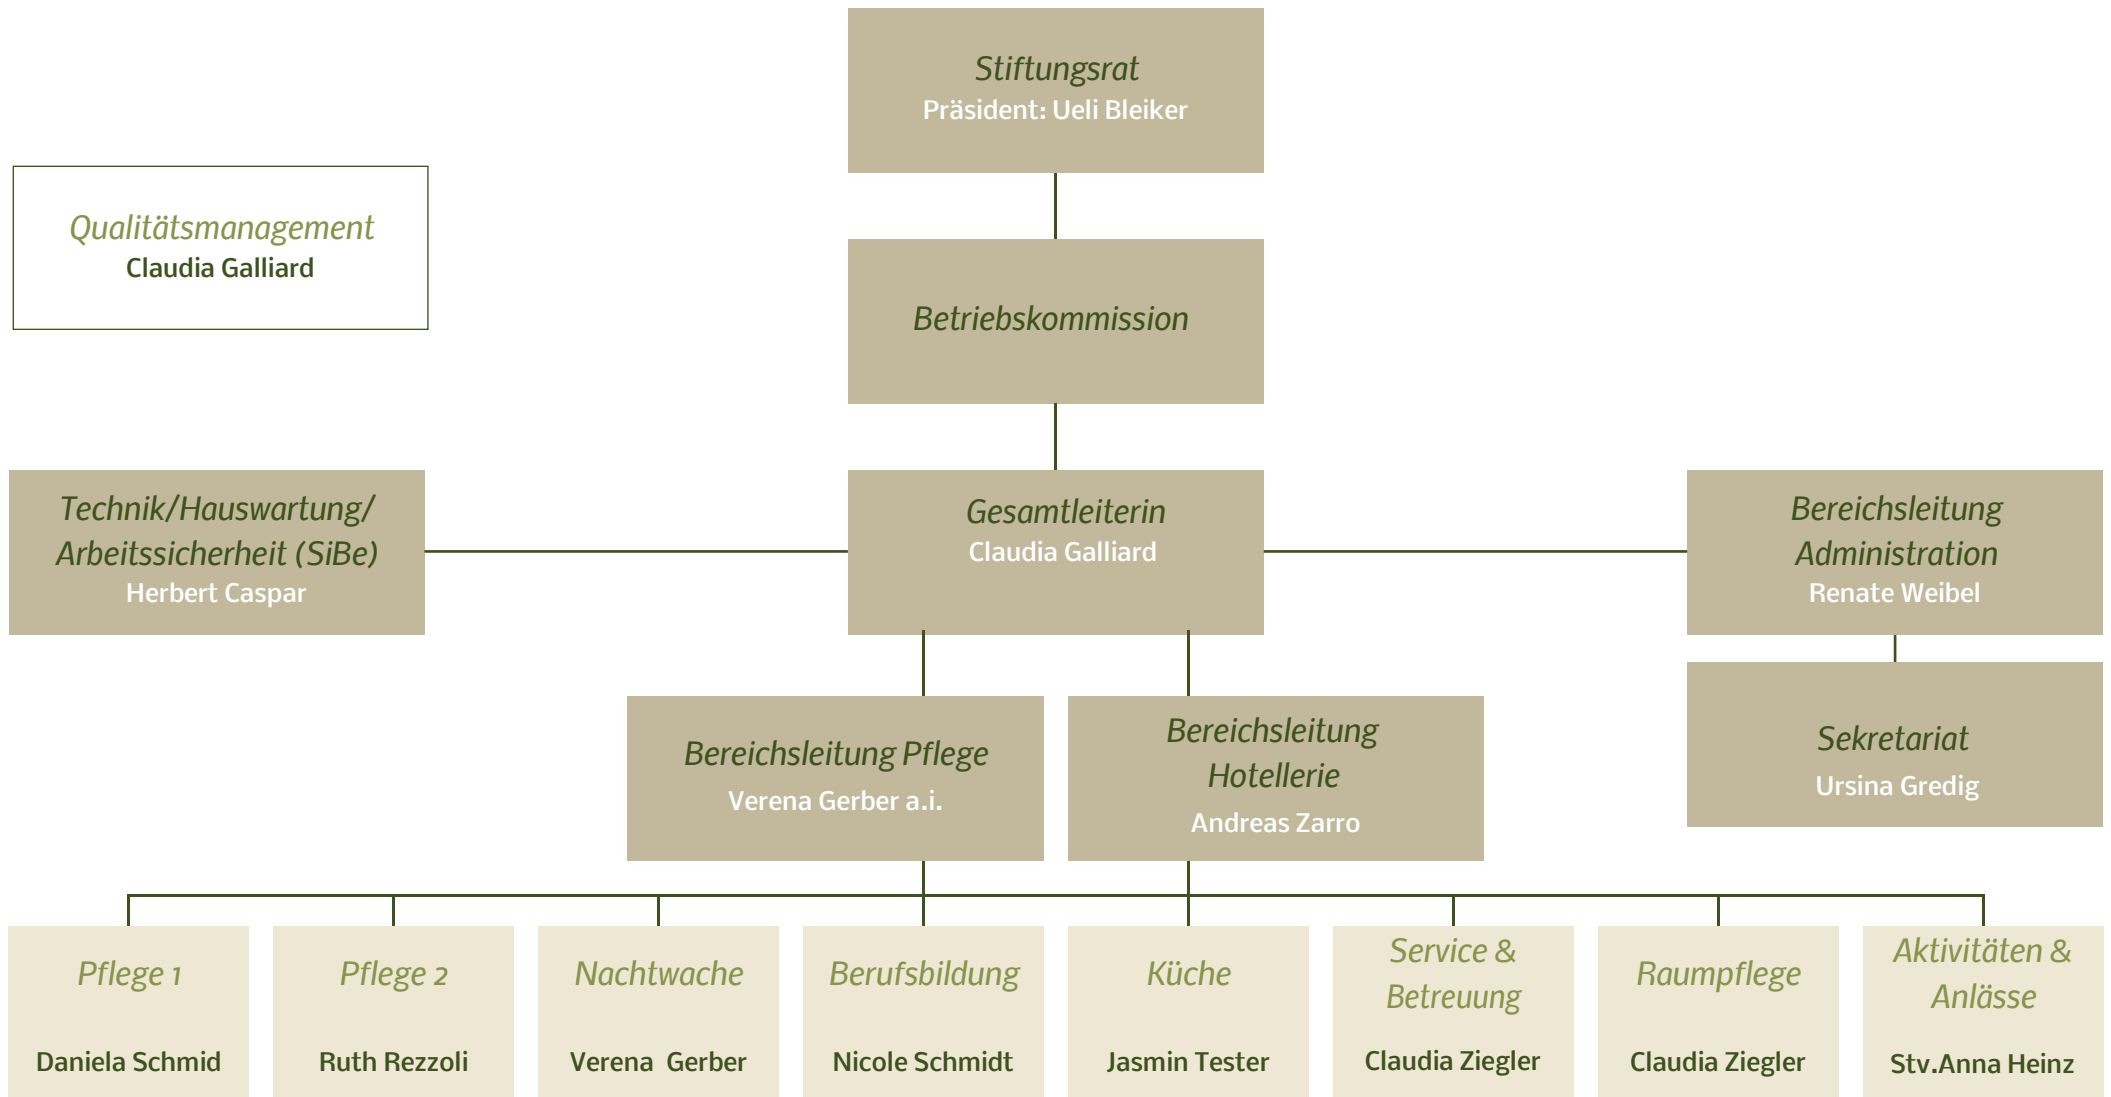 Stiftungsrat
Präsident: Ueli Bleiker
Qualitätsmanagement
Claudia Galliard
Betriebskommission
Technik/Hauswartung/
Arbeitssicherheit (SiBe)
Herbert Caspar
Gesamtleiterin
Claudia Galliard
Bereichsleitung
Administration
Renate Weibel
Bereichsleitung Pflege
Verena Gerber a.i.
Bereichsleitung
Hotellerie
Andreas Zarro
Sekretariat
Ursina Gredig
Pflege 1
Daniela Schmid
Pflege 2
Ruth Rezzoli
Nachtwache
Verena  Gerber
Berufsbildung
Nicole Schmidt
Küche
Jasmin Tester
Service &
Betreuung
Claudia Ziegler
Raumpflege
Claudia Ziegler
Aktivitäten &
Anlässe
Stv.Anna Heinz